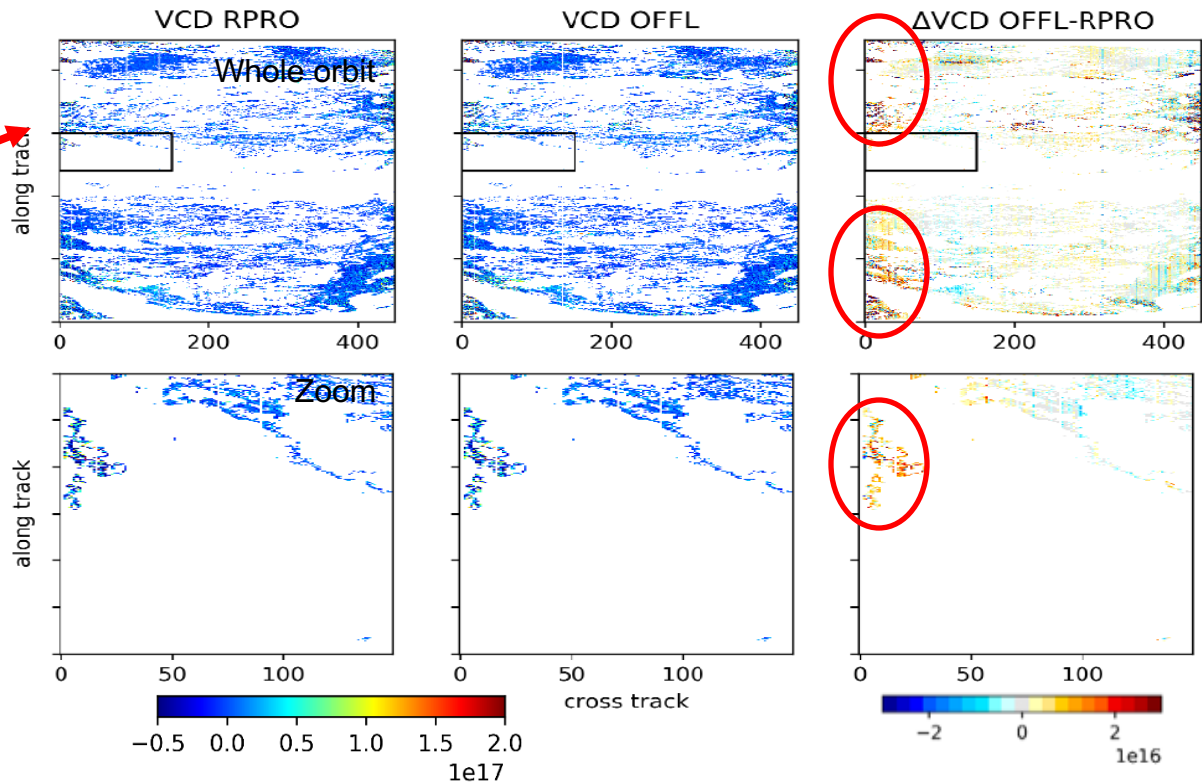 VCD RPRO
VCD OFFL
ΔVCD OFFL-RPRO
Whole orbit
along track
0 200 400
0 200 400
0 200 400
Zoom
along track
0 50 100
0 50 100
0 50 100
cross track
−0.5 0.0 0.5 1.0 1.5 2.0
1e17
−2 0 2
1e16